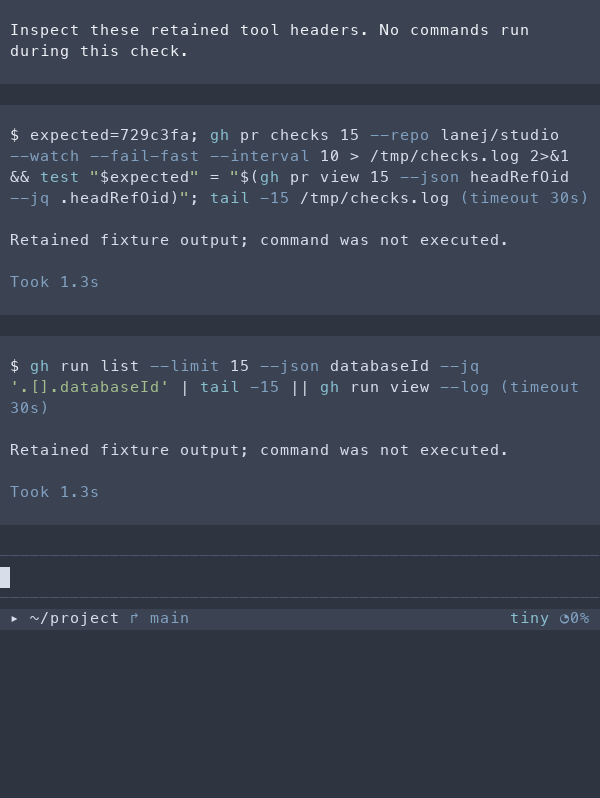 Inspect these retained tool headers. No commands run
during this check.
$ expected=729c3fa; gh pr checks 15 --repo lanej/studio
--watch --fail-fast --interval 10 > /tmp/checks.log 2>&1
&& test "$expected" = "$(gh pr view 15 --json headRefOid
--jq .headRefOid)"; tail -15 /tmp/checks.log (timeout 30s)
Retained fixture output; command was not executed.
Took 1.3s
$ gh run list --limit 15 --json databaseId --jq
'.[].databaseId' | tail -15 || gh run view --log (timeout
30s)
Retained fixture output; command was not executed.
Took 1.3s
▸ ~/project ↱ main tiny ◔0%